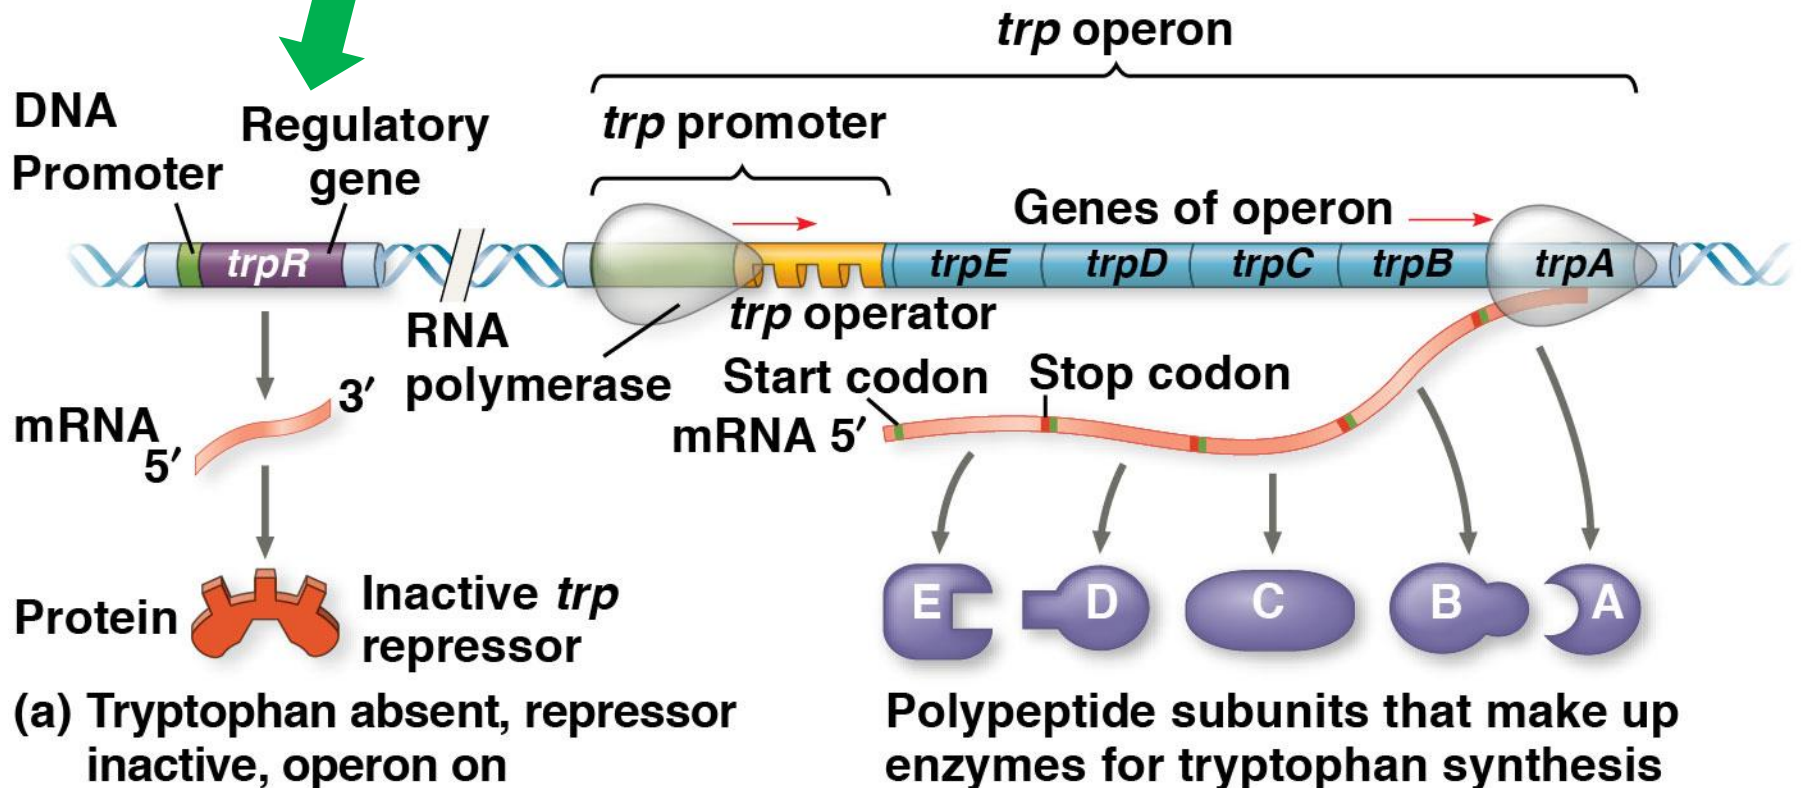 trp operon
DNA
Promoter
Regulatory
gene
trp promoter
Genes of operon
trpR
trpE
trpD
trpC
trpB
trpA
RNA
polymerase
trp operator
Start codon
Stop codon
mRNA
5′
3′
mRNA 5′
Protein
Inactive trp
repressor
E
D
C
B
A
(a) Tryptophan absent, repressor
inactive, operon on
Polypeptide subunits that make up
enzymes for tryptophan synthesis